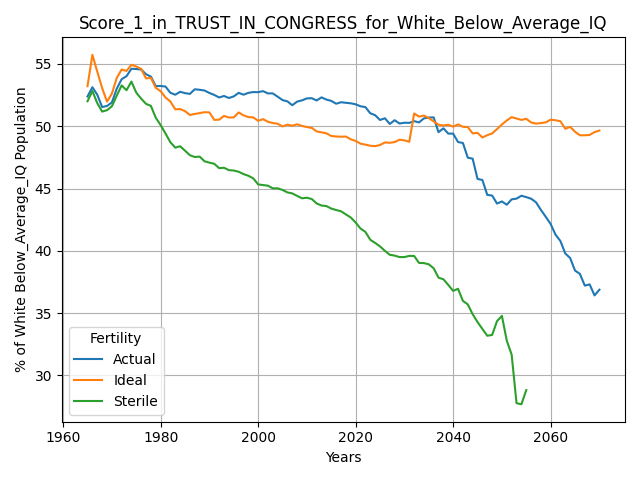 Score_1_in_TRUST_IN_CONGRESS_for_White_Below_Average_IQ
% of White Below_Average_IQ Population
55
50
45
40
35
30
Fertility
Actual
Ideal
Sterile
1960
1980
2000
2020
2040
2060
Years